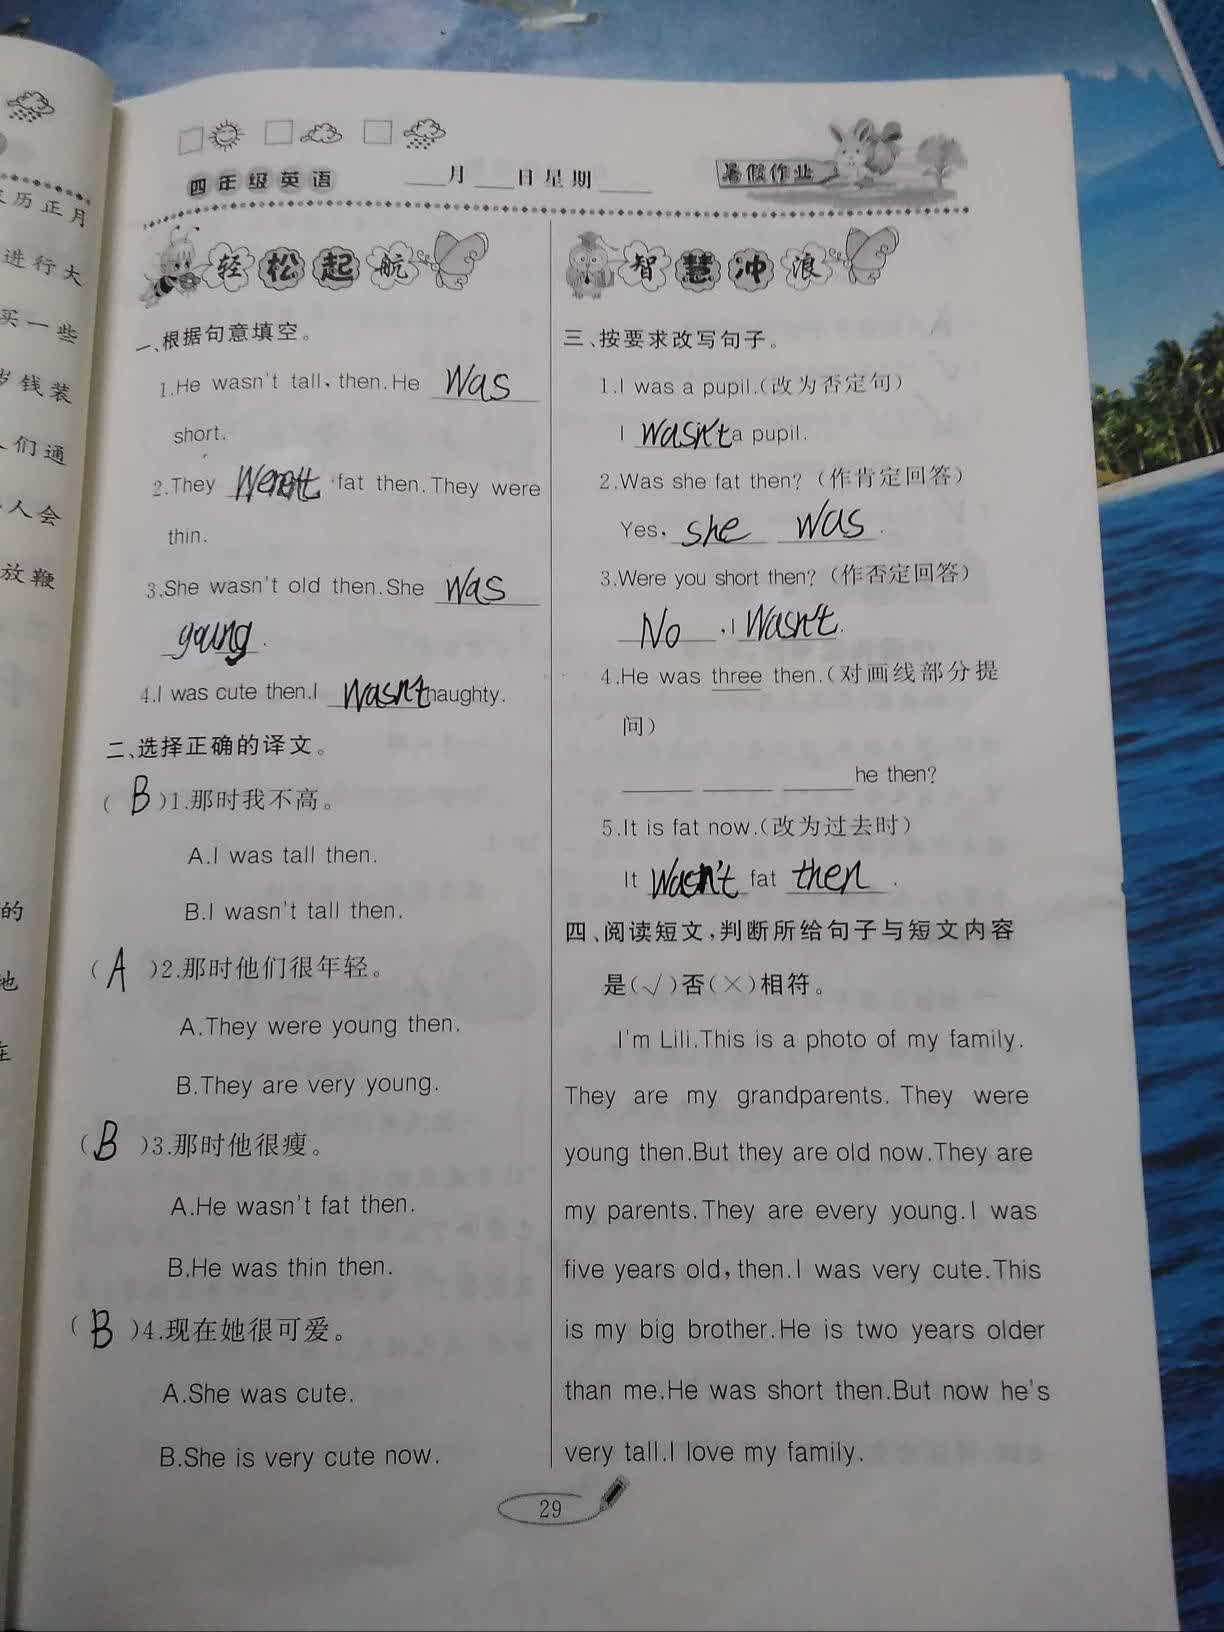 四年级英语 ___月___日星期___ 暑假作业
历正月
进行大
买一些
岁钱装
人们通
人会
放鞭
的
地
在
轻松起航
一、根据句意填空。
1.He wasn't tall, then.He was
short.
2.They weren't fat then.They were
thin.
3.She wasn't old then.She was
young.
4.I was cute then.I wasn't naughty.
二、选择正确的译文。
( B )1.那时我不高。
A.I was tall then.
B.I wasn't tall then.
( A )2.那时他们很年轻。
A.They were young then.
B.They are very young.
( B )3.那时他很瘦。
A.He wasn't fat then.
B.He was thin then.
( B )4.现在她很可爱。
A.She was cute.
B.She is very cute now.
智慧冲浪
三、按要求改写句子。
1.I was a pupil.(改为否定句)
I wasn't a pupil.
2.Was she fat then? (作肯定回答)
Yes, she was .
3.Were you short then? (作否定回答)
No ,I wasn't.
4.He was three then.(对画线部分提
问)
___ ___ ___ he then?
5.It is fat now.(改为过去时)
It wasn't fat then .
四、阅读短文,判断所给句子与短文内容
是(√)否(×)相符。
I'm Lili.This is a photo of my family.
They are my grandparents. They were
young then.But they are old now.They are
my parents.They are every young.I was
five years old, then.I was very cute.This
is my big brother.He is two years older
than me.He was short then.But now he's
very tall.I love my family.
29